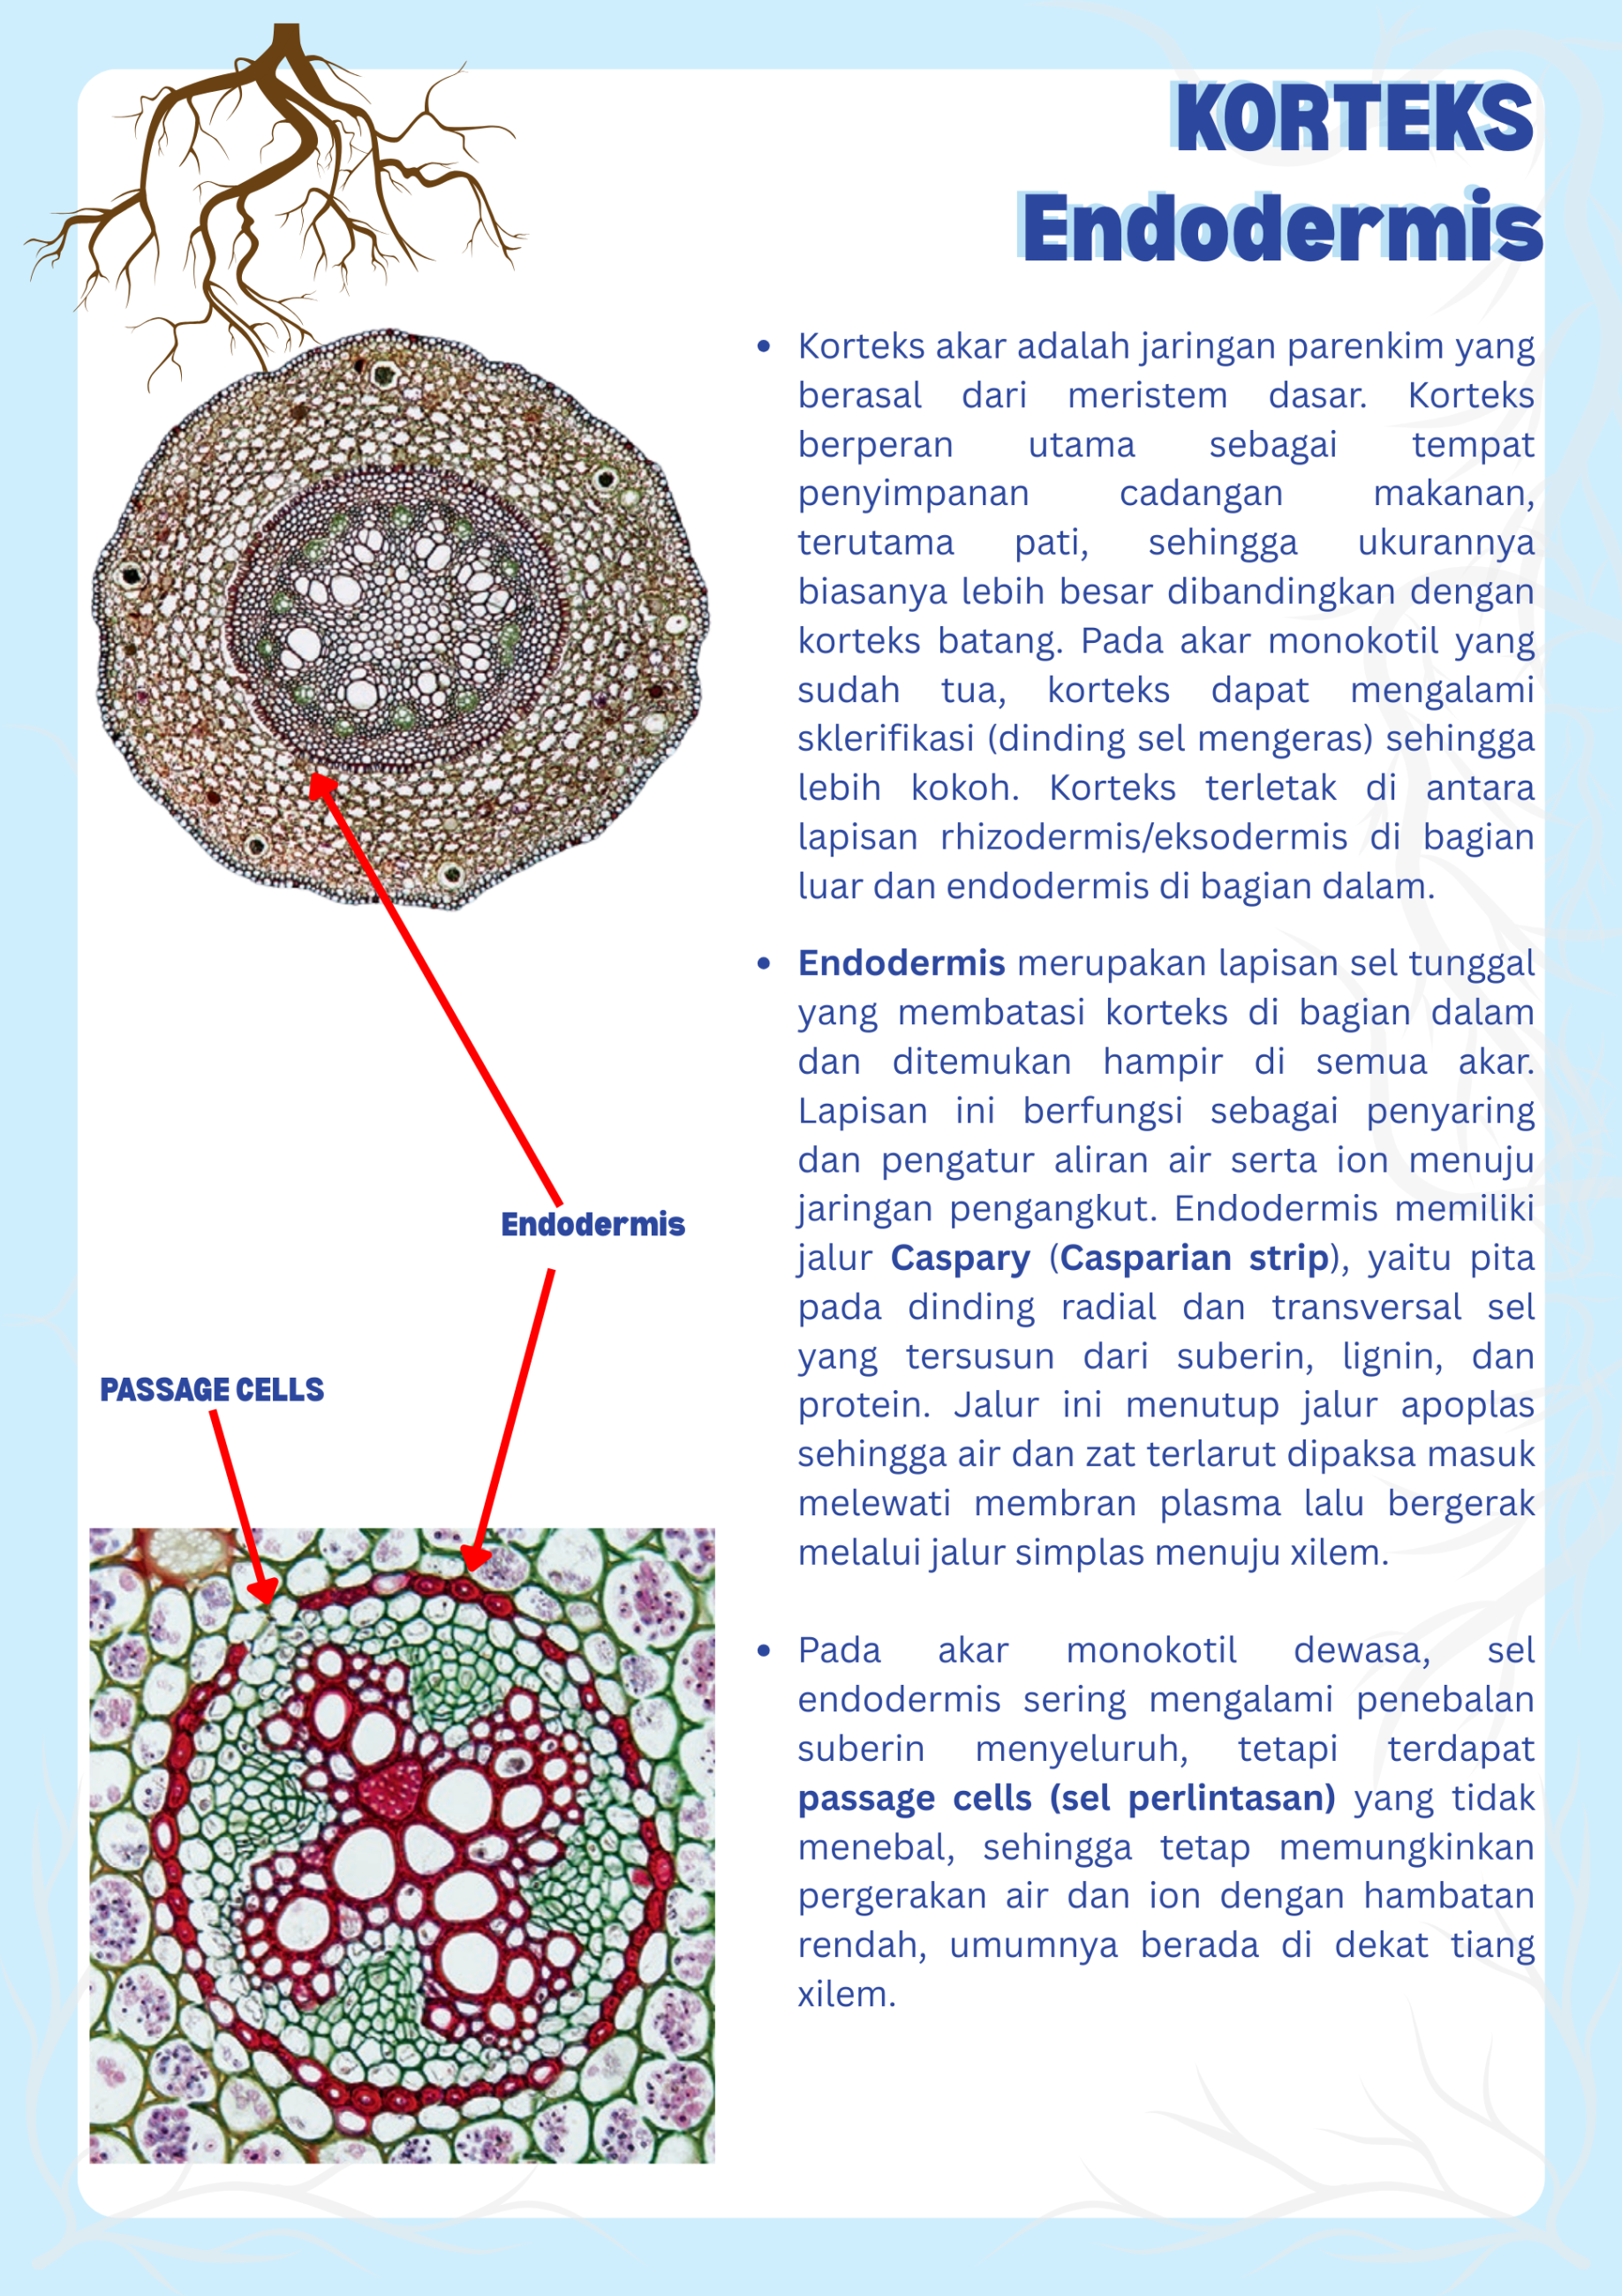 KORTEKS
Endodermis
• Korteks akar adalah jaringan parenkim yang
berasal dari meristem dasar. Korteks
berperan utama sebagai tempat
penyimpanan cadangan makanan,
terutama pati, sehingga ukurannya
biasanya lebih besar dibandingkan dengan
korteks batang. Pada akar monokotil yang
sudah tua, korteks dapat mengalami
sklerifikasi (dinding sel mengeras) sehingga
lebih kokoh. Korteks terletak di antara
lapisan rhizodermis/eksodermis di bagian
luar dan endodermis di bagian dalam.
• Endodermis merupakan lapisan sel tunggal
yang membatasi korteks di bagian dalam
dan ditemukan hampir di semua akar.
Lapisan ini berfungsi sebagai penyaring
dan pengatur aliran air serta ion menuju
jaringan pengangkut. Endodermis memiliki
jalur Caspary (Casparian strip), yaitu pita
pada dinding radial dan transversal sel
yang tersusun dari suberin, lignin, dan
protein. Jalur ini menutup jalur apoplas
sehingga air dan zat terlarut dipaksa masuk
melewati membran plasma lalu bergerak
melalui jalur simplas menuju xilem.
• Pada akar monokotil dewasa, sel
endodermis sering mengalami penebalan
suberin menyeluruh, tetapi terdapat
passage cells (sel perlintasan) yang tidak
menebal, sehingga tetap memungkinkan
pergerakan air dan ion dengan hambatan
rendah, umumnya berada di dekat tiang
xilem.
Endodermis
PASSAGE CELLS